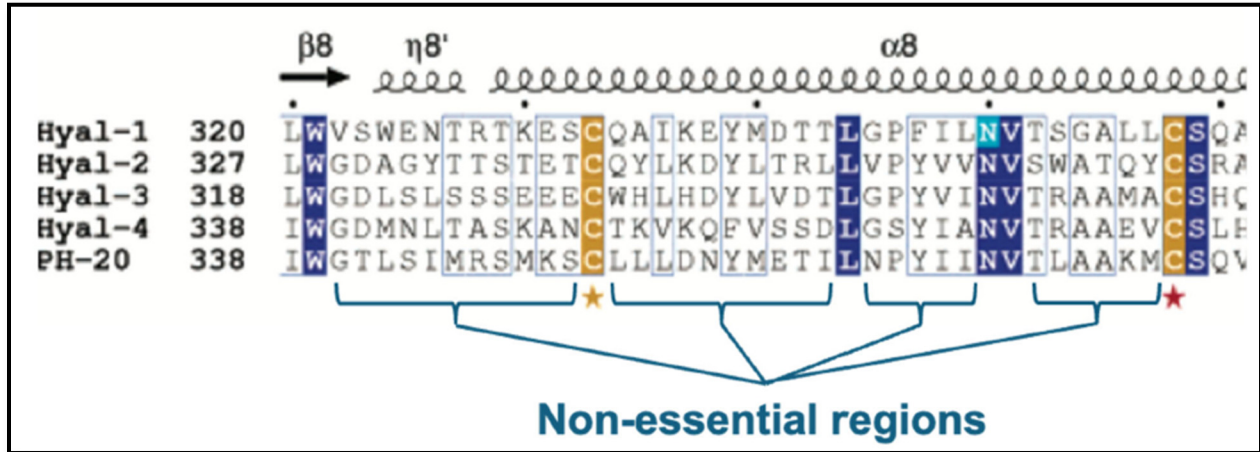 β8 η8' α8
Hyal-1 320 LWVSWENTRTKESCQAIKEYMDTTLGPFILNVTSGALLCSQA
Hyal-2 327 LWGDAGYTTSTETCQYLKDYLTRLLVPYVVNVSWATQYCSRA
Hyal-3 318 LWGDLSLSSSEEECWHLHDYLVDTLGPYVINVTRAAMACSHQ
Hyal-4 338 IWGDMNLTASKANCTKVKQFVSSDLGSYIANVTRAAEVCSLH
PH-20 338 IWGTLSIMRSMKSCLLLDNYMETILNPYIINVTLAAKMCSQV
Non-essential regions